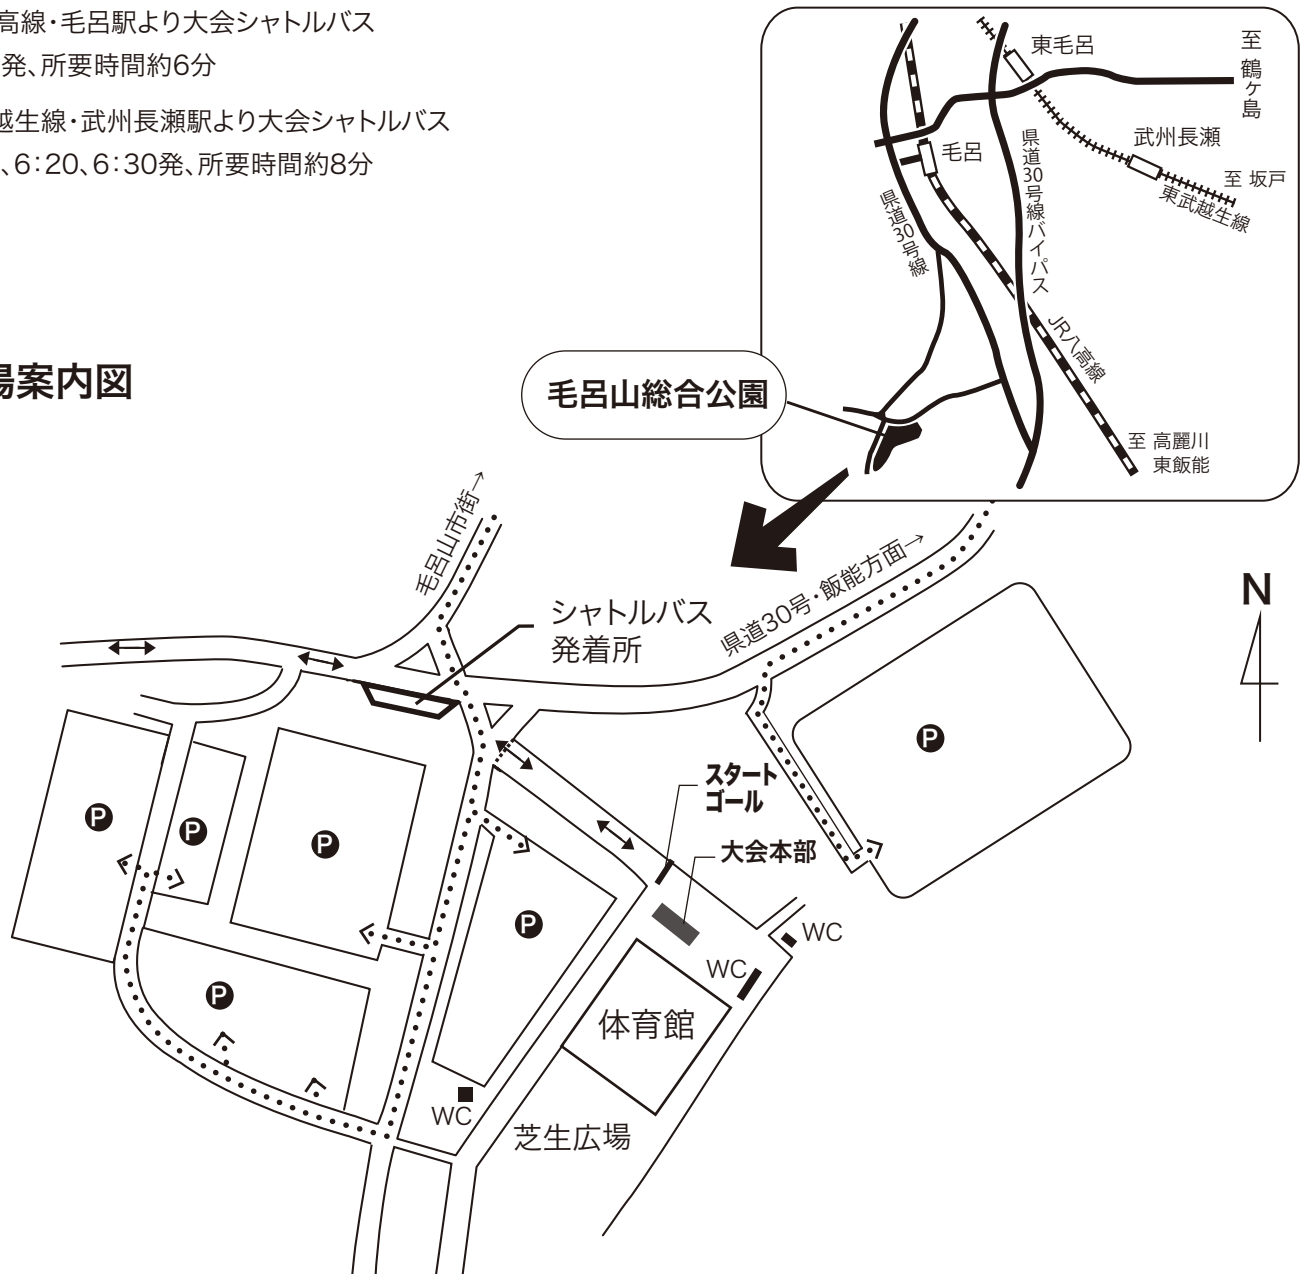 高線・毛呂駅より大会シャトルバス
発、所要時間約6分
越生線・武州長瀬駅より大会シャトルバス
、6:20、6:30発、所要時間約8分
場案内図
東毛呂
至 鶴ヶ島
武州長瀬
毛呂
至 坂戸
東武越生線
県道30号線
県道30号線バイパス
JR八高線
至 高麗川
東飯能
毛呂山総合公園
毛呂山市街→
シャトルバス
発着所
県道30号・飯能方面→
N
スタート
ゴール
大会本部
P
P
P
P
P
P
WC
WC
体育館
WC
芝生広場